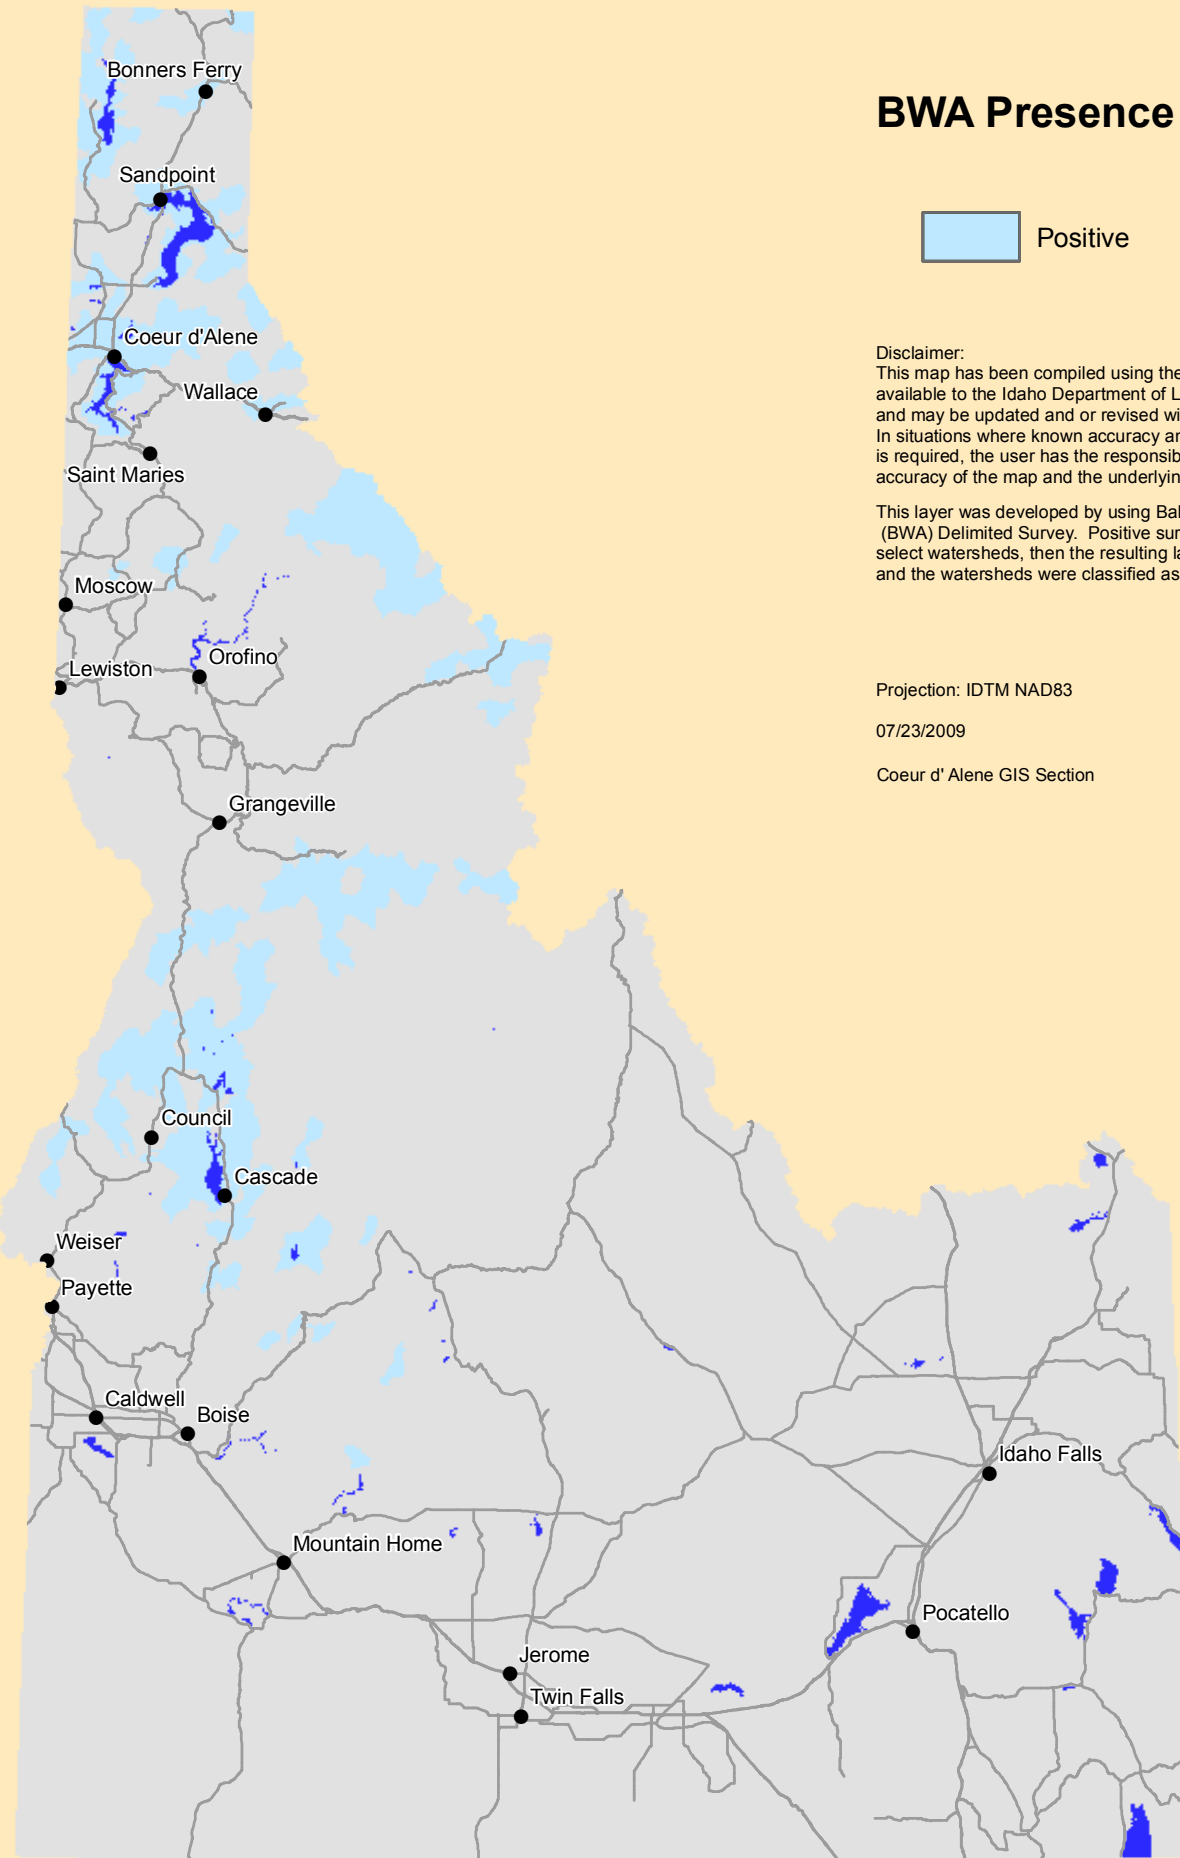 BWA Presence
Positive
Disclaimer:
This map has been compiled using the
available to the Idaho Department of L
and may be updated and or revised wi
In situations where known accuracy ar
is required, the user has the responsib
accuracy of the map and the underlyin
This layer was developed by using Bal
(BWA) Delimited Survey. Positive sur
select watersheds, then the resulting la
and the watersheds were classified as
Projection: IDTM NAD83
07/23/2009
Coeur d' Alene GIS Section
Bonners Ferry
Sandpoint
Coeur d'Alene
Wallace
Saint Maries
Moscow
Lewiston
Orofino
Grangeville
Council
Cascade
Weiser
Payette
Caldwell
Boise
Idaho Falls
Mountain Home
Pocatello
Jerome
Twin Falls